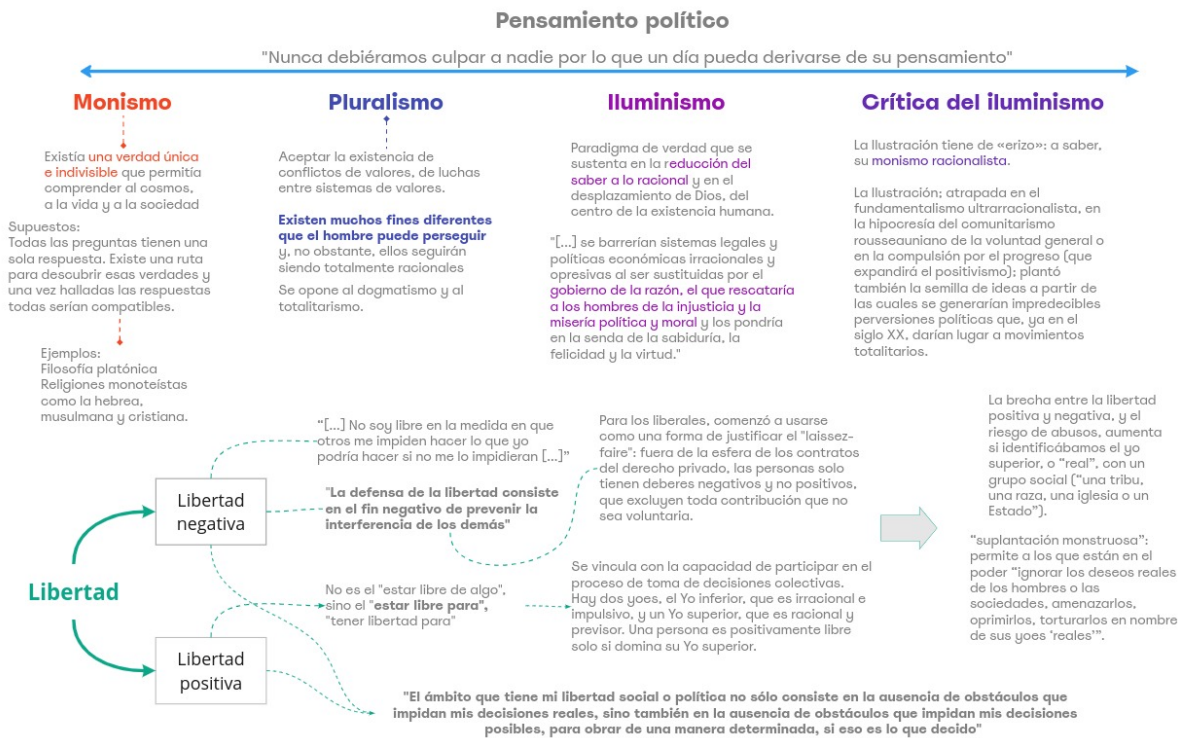 Pensamiento político
"Nunca debiéramos culpar a nadie por lo que un día pueda derivarse de su pensamiento"
Monismo
Existía una verdad única
e indivisible que permitía
comprender al cosmos,
a la vida y a la sociedad
Supuestos:
Todas las preguntas tienen una
sola respuesta. Existe una ruta
para descubrir esas verdades y
una vez halladas las respuestas
todas serían compatibles.
Ejemplos:
Filosofía platónica
Religiones monoteístas
como la hebrea,
musulmana y cristiana.
Pluralismo
Aceptar la existencia de
conflictos de valores, de luchas
entre sistemas de valores.
Existen muchos fines diferentes
que el hombre puede perseguir
y, no obstante, ellos seguirán
siendo totalmente racionales
Se opone al dogmatismo y al
totalitarismo.
Iluminismo
Paradigma de verdad que se
sustenta en la reducción del
saber a lo racional y en el
desplazamiento de Dios, del
centro de la existencia humana.
"[...] se barrerían sistemas legales y
políticas económicas irracionales y
opresivas al ser sustituidas por el
gobierno de la razón, el que rescataría
a los hombres de la injusticia y la
miseria política y moral y los pondría
en la senda de la sabiduría, la
felicidad y la virtud."
Crítica del iluminismo
La Ilustración tiene de «erizo»: a saber,
su monismo racionalista.
La Ilustración; atrapada en el
fundamentalismo ultrarracionalista, en
la hipocresía del comunitarismo
rousseauniano de la voluntad general o
en la compulsión por el progreso (que
expandirá el positivismo); plantó
también la semilla de ideas a partir de
las cuales se generarían impredecibles
perversiones políticas que, ya en el
siglo XX, darían lugar a movimientos
totalitarios.
Libertad
Libertad
negativa
“[...] No soy libre en la medida en que
otros me impiden hacer lo que yo
podría hacer si no me lo impidieran [...]”
"La defensa de la libertad consiste
en el fin negativo de prevenir la
interferencia de los demás"
Para los liberales, comenzó a usarse
como una forma de justificar el "laissez-
faire": fuera de la esfera de los contratos
del derecho privado, las personas solo
tienen deberes negativos y no positivos,
que excluyen toda contribución que no
sea voluntaria.
Libertad
positiva
No es el "estar libre de algo",
sino el "estar libre para",
"tener libertad para"
Se vincula con la capacidad de participar en el
proceso de toma de decisiones colectivas.
Hay dos yoes, el Yo inferior, que es irracional e
impulsivo, y un Yo superior, que es racional y
previsor. Una persona es positivamente libre
solo si domina su Yo superior.
"El ámbito que tiene mi libertad social o política no sólo consiste en la ausencia de obstáculos que
impidan mis decisiones reales, sino también en la ausencia de obstáculos que impidan mis decisiones
posibles, para obrar de una manera determinada, si eso es lo que decido"
La brecha entre la libertad
positiva y negativa, y el
riesgo de abusos, aumenta
si identificábamos el yo
superior, o “real”, con un
grupo social (“una tribu,
una raza, una iglesia o un
Estado”).
“suplantación monstruosa”:
permite a los que están en el
poder “ignorar los deseos reales
de los hombres o las
sociedades, amenazarlos,
oprimirlos, torturarlos en nombre
de sus yoes ‘reales’”.